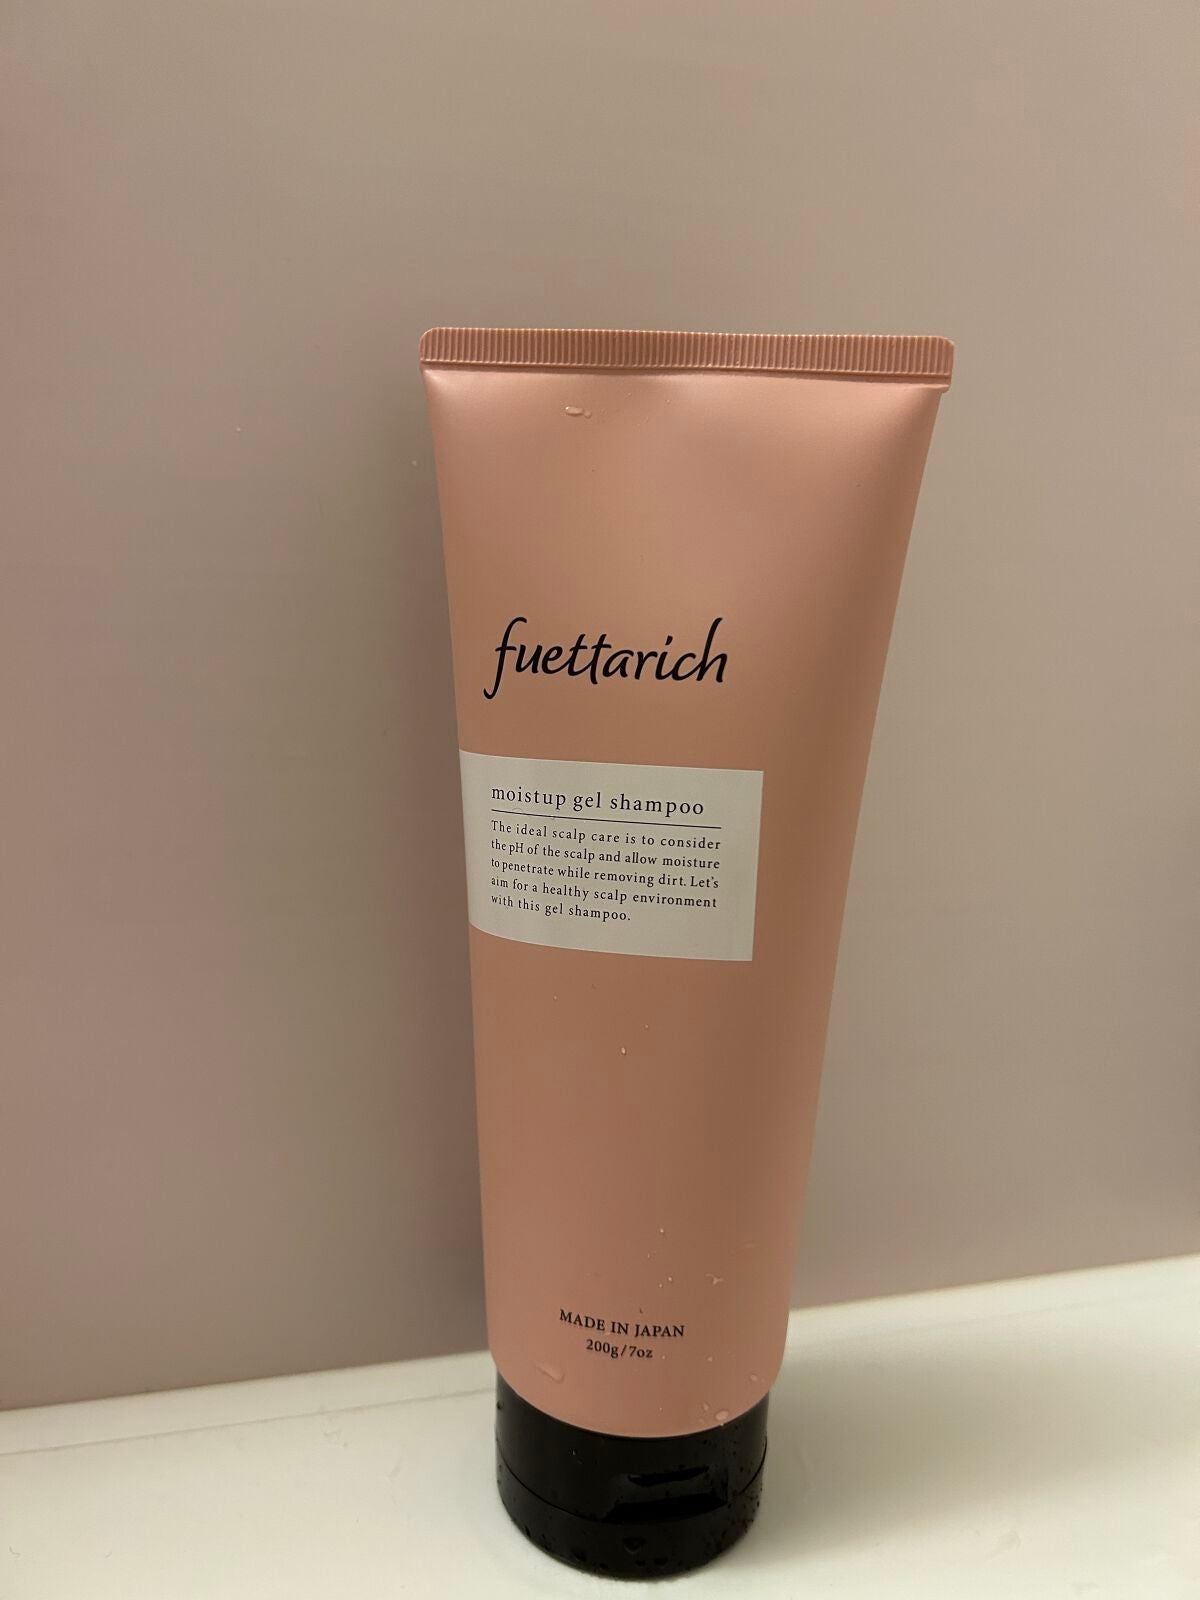 fuettarich
moistup gel shampoo
The ideal scalp care is to consider
the pH of the scalp and allow moisture
to penetrate while removing dirt. Let's
aim for a healthy scalp environment
with this gel shampoo.
MADE IN JAPAN
200g/7oz